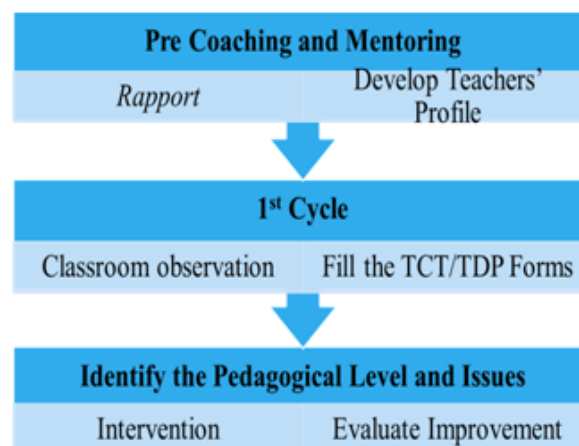 Pre Coaching and Mentoring
Rapport
Develop Teachers'
Profile
1st Cycle
Classroom observation
Fill the TCT/TDP Forms
Identify the Pedagogical Level and Issues
Intervention
Evaluate Improvement